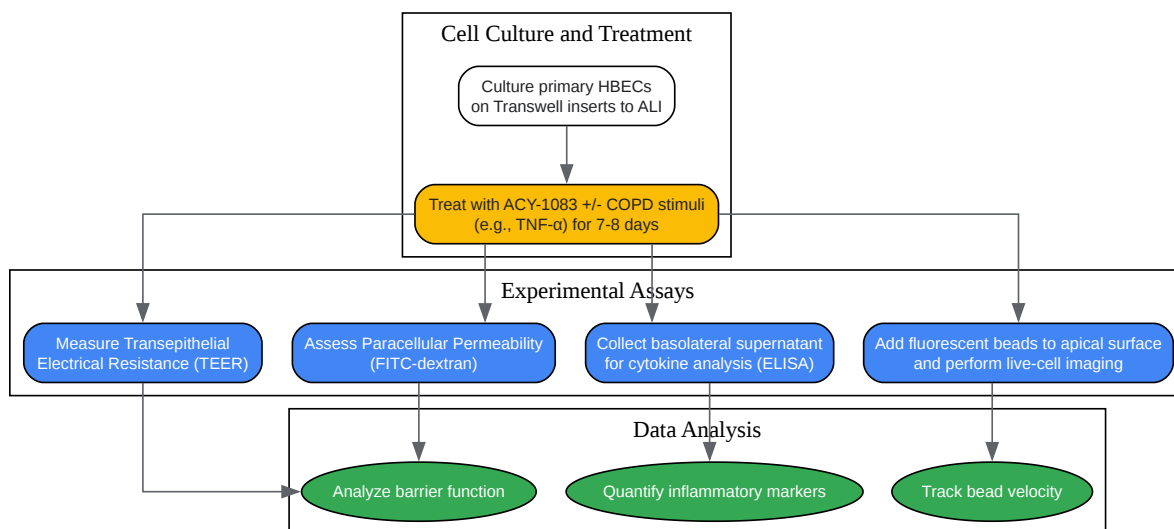 Cell Culture and Treatment
Culture primary HBECs
on Transwell inserts to ALI
Treat with ACY-1083 +/- COPD stimuli
(e.g., TNF-α) for 7-8 days
Experimental Assays
Measure Transepithelial
Electrical Resistance (TEER)
Assess Paracellular Permeability
(FITC-dextran)
Collect basolateral supernatant
for cytokine analysis (ELISA)
Add fluorescent beads to apical surface
and perform live-cell imaging
Data Analysis
Analyze barrier function
Quantify inflammatory markers
Track bead velocity